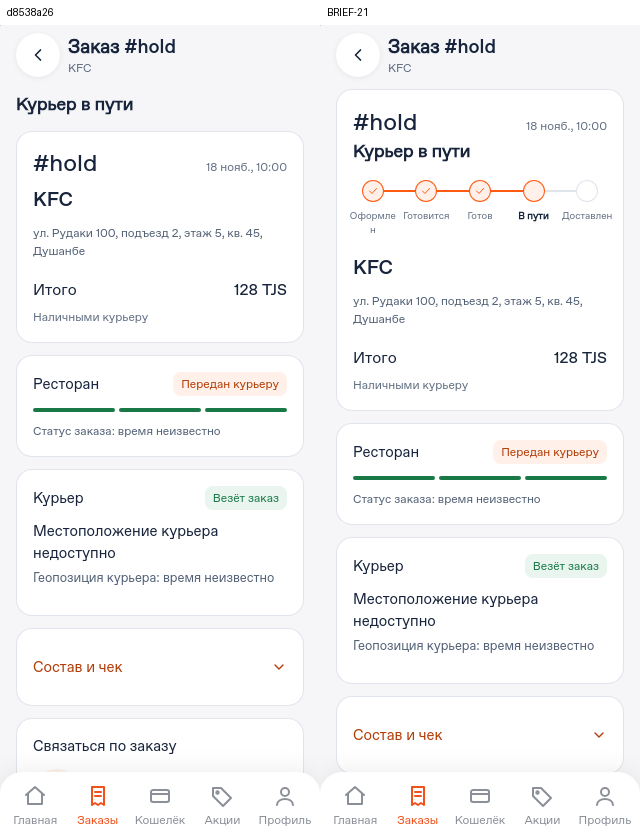 d8538a26
Заказ #hold
KFC
Курьер в пути
#hold
18 нояб., 10:00
KFC
ул. Рудаки 100, подъезд 2, этаж 5, кв. 45,
Душанбе
Итого
128 TJS
Наличными курьеру
Ресторан
Передан курьеру
Статус заказа: время неизвестно
Курьер
Везёт заказ
Местоположение курьера
недоступно
Геопозиция курьера: время неизвестно
Состав и чек
Связаться по заказу
Главная
Заказы
Кошелёк
Акции
Профиль
BRIEF-21
Заказ #hold
KFC
#hold
18 нояб., 10:00
Курьер в пути
Оформле
н
Готовится
Готов
В пути
Доставлен
KFC
ул. Рудаки 100, подъезд 2, этаж 5, кв. 45,
Душанбе
Итого
128 TJS
Наличными курьеру
Ресторан
Передан курьеру
Статус заказа: время неизвестно
Курьер
Везёт заказ
Местоположение курьера
недоступно
Геопозиция курьера: время неизвестно
Состав и чек
Главная
Заказы
Кошелёк
Акции
Профиль